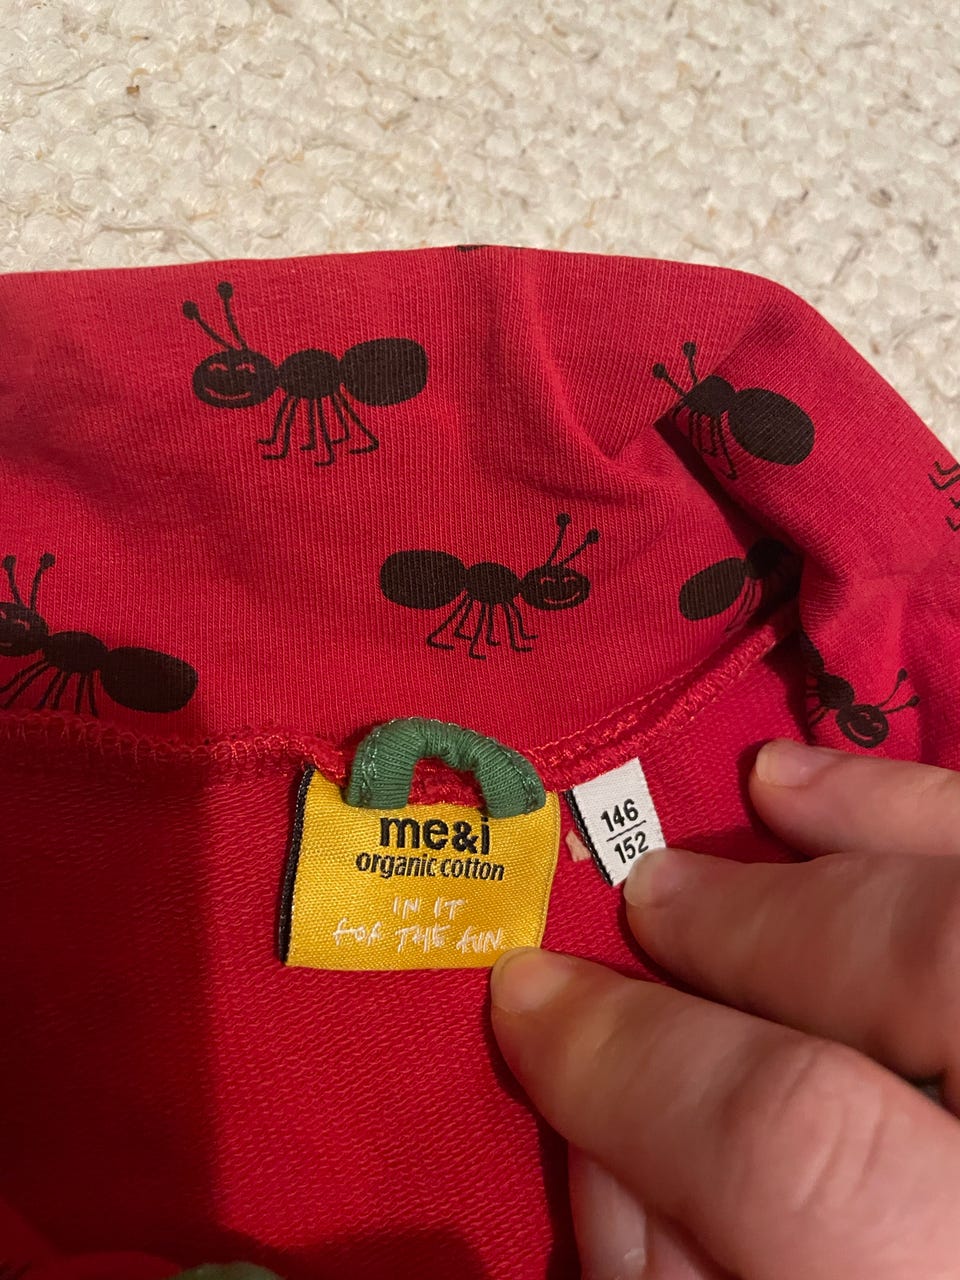 me&i
organic cotton
IN IT
FOR THE FUN
146
152